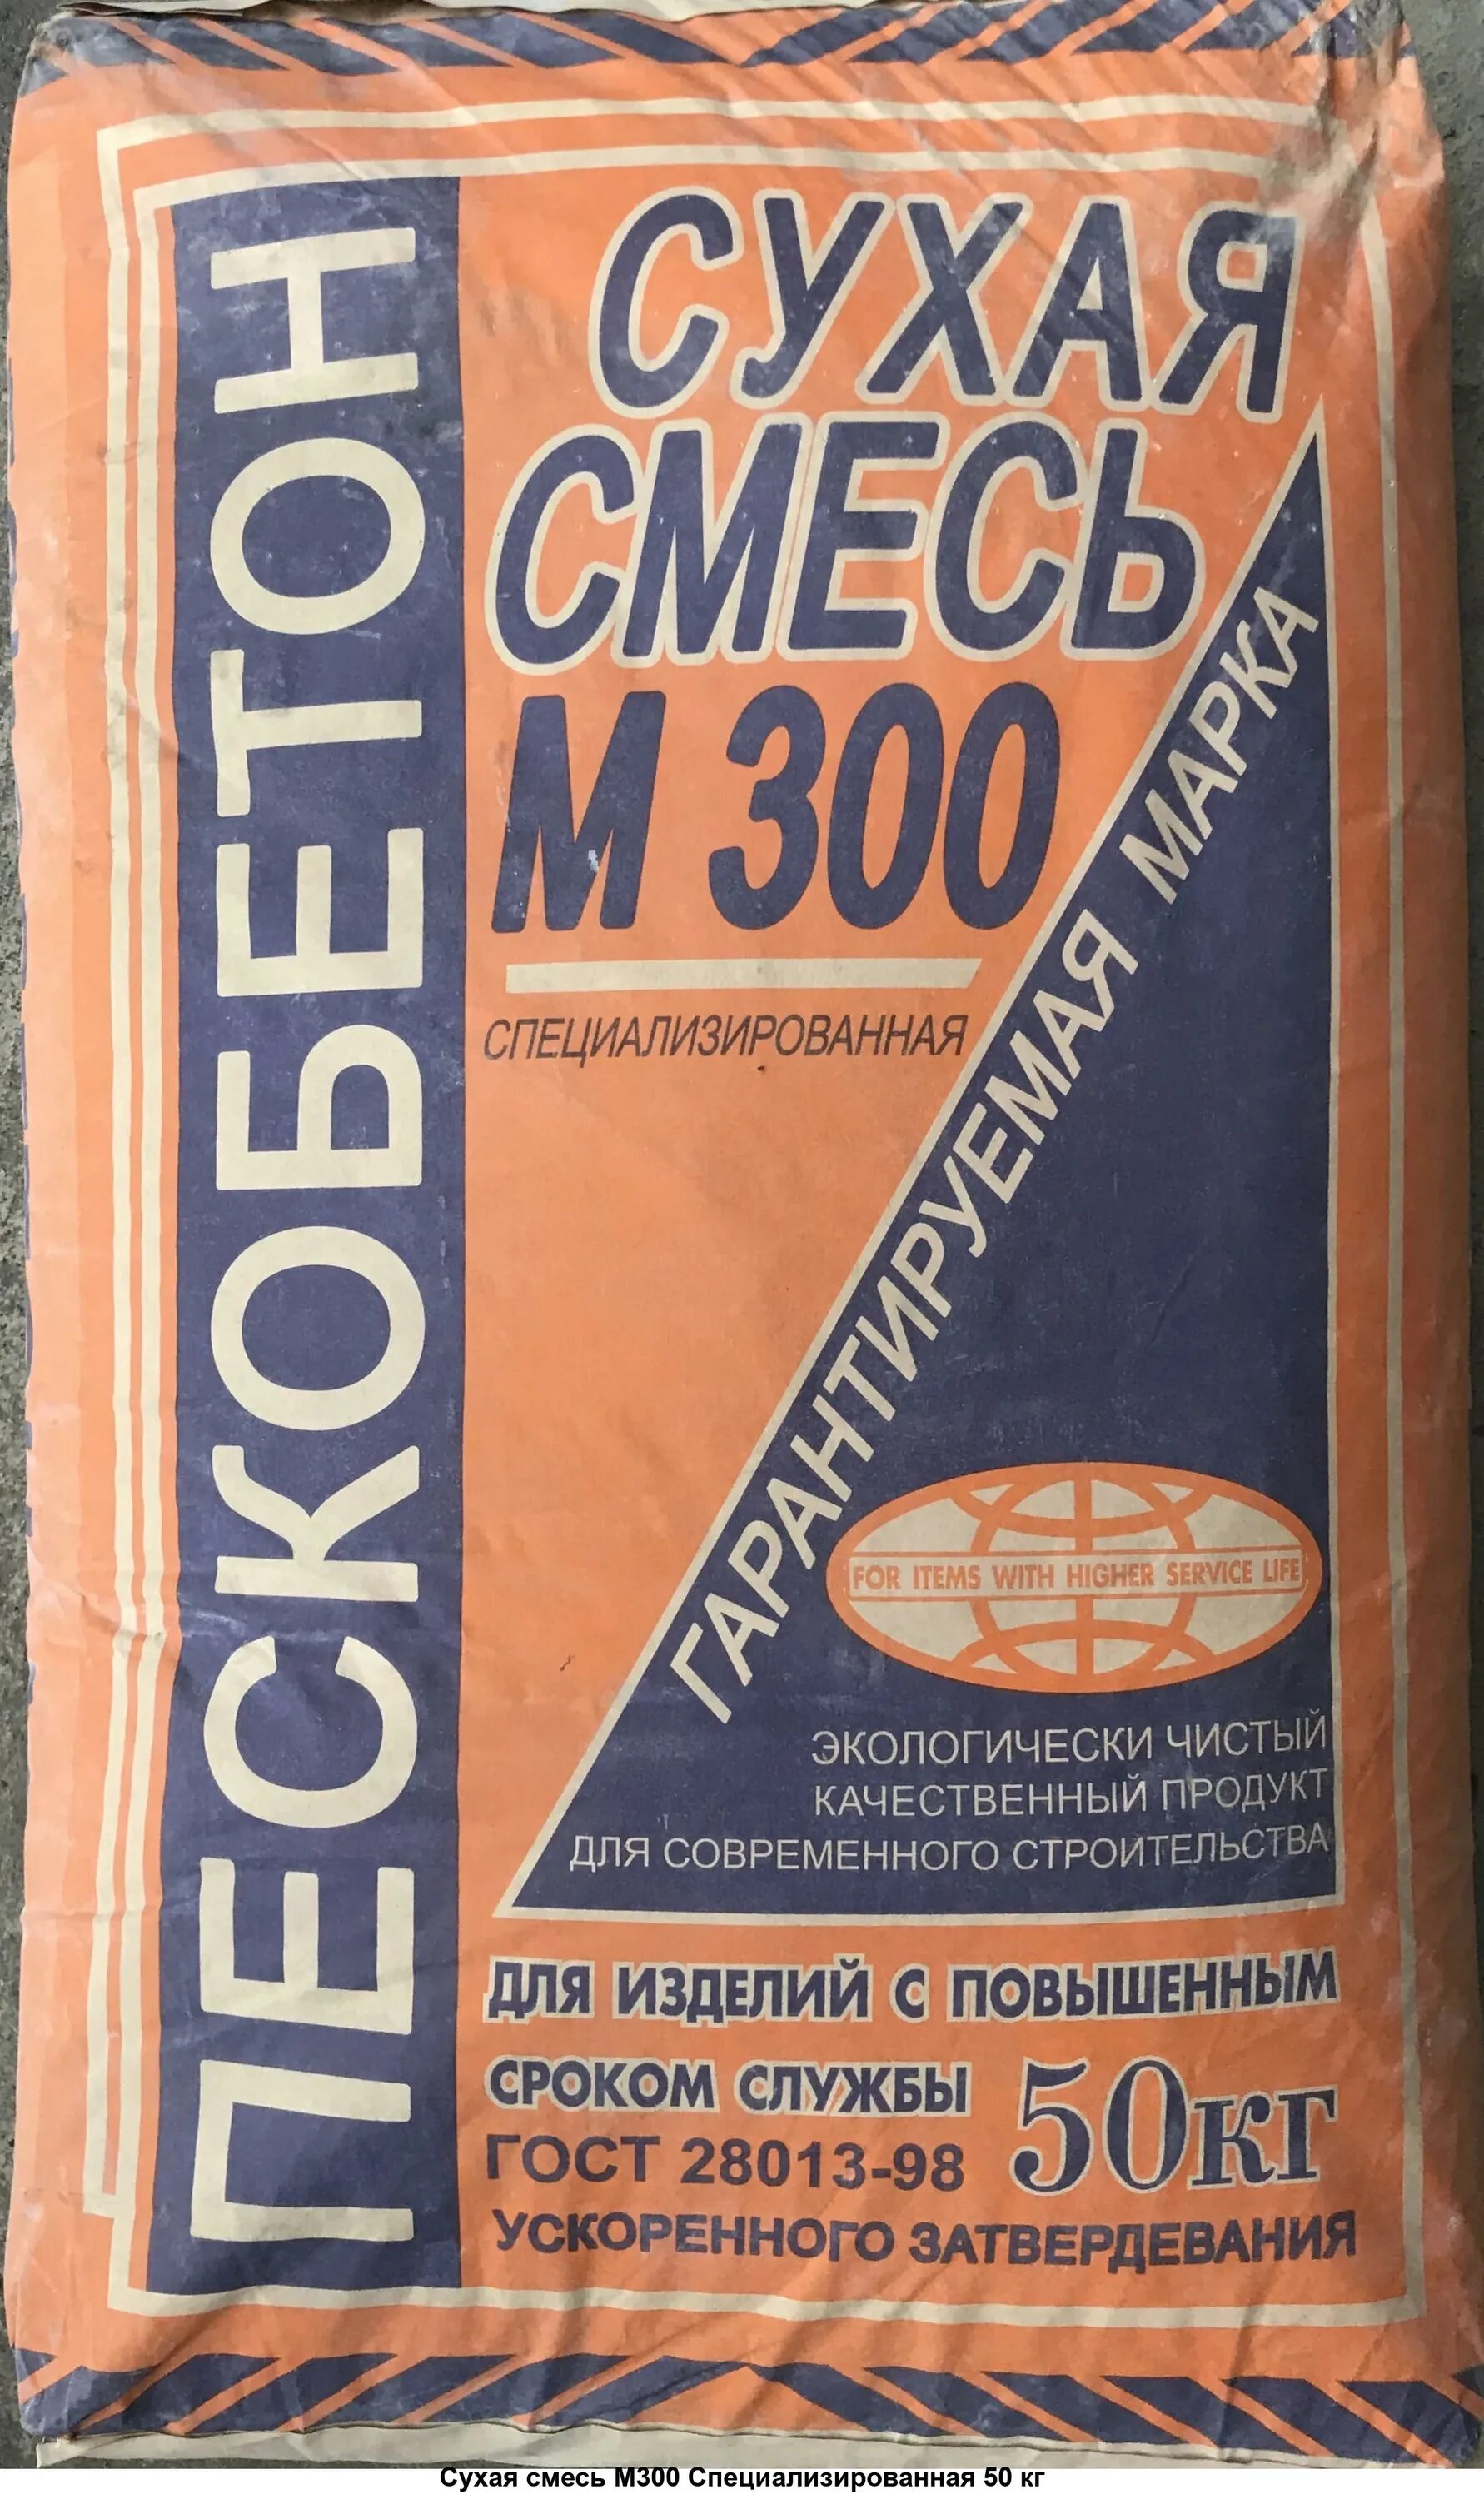 ПЕСКОБЕТОН
СУХАЯ
СМЕСЬ
М 300
СПЕЦИАЛИЗИРОВАННАЯ
ГАРАНТИРУЕМАЯ МАРКА
FOR ITEMS WITH HIGHER SERVICE LIFE
ЭКОЛОГИЧЕСКИ ЧИСТЫЙ
КАЧЕСТВЕННЫЙ ПРОДУКТ
ДЛЯ СОВРЕМЕННОГО СТРОИТЕЛЬСТВА
ДЛЯ ИЗДЕЛИЙ С ПОВЫШЕННЫМ
СРОКОМ СЛУЖБЫ
50КГ
ГОСТ 28013-98
УСКОРЕННОГО ЗАТВЕРДЕВАНИЯ
Сухая смесь М300 Специализированная 50 кг